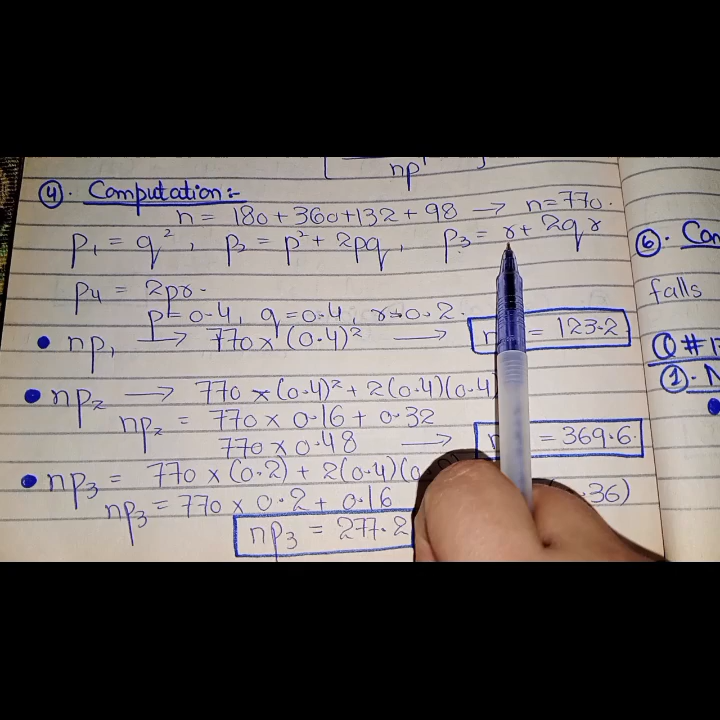 np
4. Computation:-
n = 180+360+132+98 → n=770.
p₁ = q², p₂ = p²+2pq, p₃ = r+2qr
p₄ = 2pr.
p=0.4, q=0.4, r=0.2.
• np₁ → 770×(0.4)² → = 123.2
• np₂ → 770×(0.4)²+2(0.4)(0.4
np₂ = 770×0.16+0.32
770×0.48 → = 369.6.
• np₃ = 770×(0.2)+2(0.4)(0
np₃ = 770×0.2+0.16 .36)
np₃ = 277.2
6.
falls
Q#1
1.